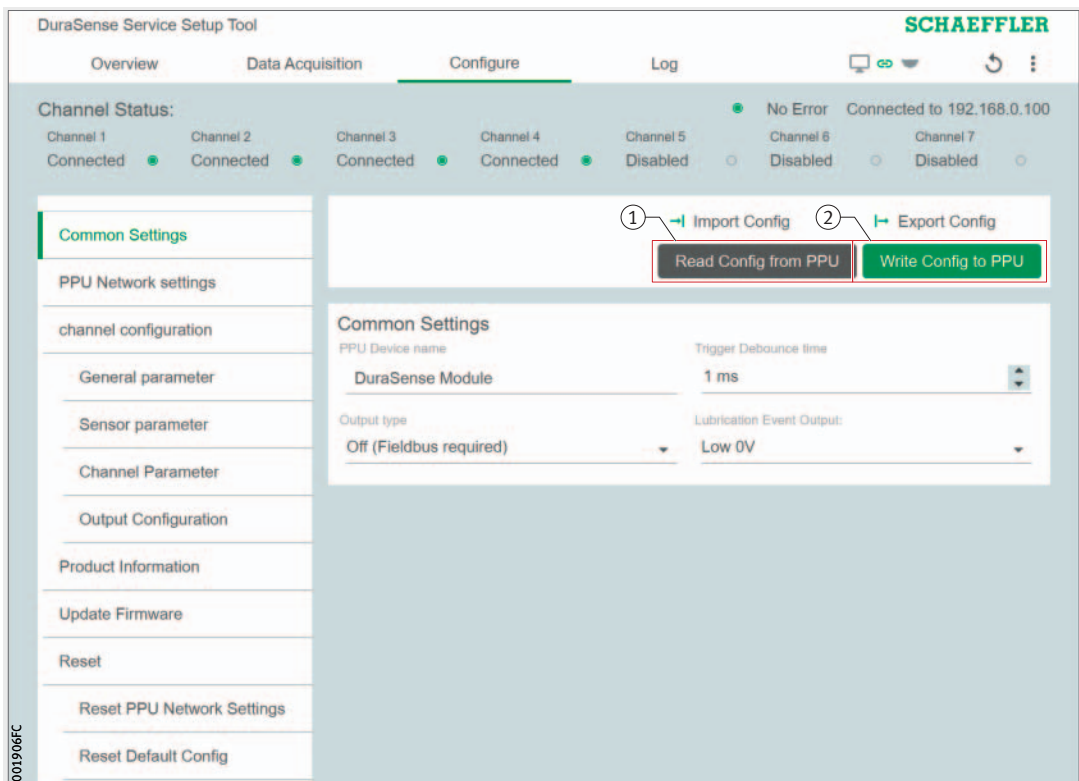 DuraSense Service Setup Tool
SCHAEFFLER
Overview Data Acquisition Configure Log
Channel Status:
No Error Connected to 192.168.0.100
Channel 1 Channel 2 Channel 3 Channel 4 Channel 5 Channel 6 Channel 7
Connected Connected Connected Connected Disabled Disabled Disabled
Common Settings
PPU Network settings
channel configuration
General parameter
Sensor parameter
Channel Parameter
Output Configuration
Product Information
Update Firmware
Reset
Reset PPU Network Settings
Reset Default Config
1 Import Config 2 Export Config
Read Config from PPU Write Config to PPU
Common Settings
PPU Device name Trigger Debounce time
DuraSense Module 1 ms
Output type Lubrication Event Output:
Off (Fieldbus required) Low 0V
001906FC